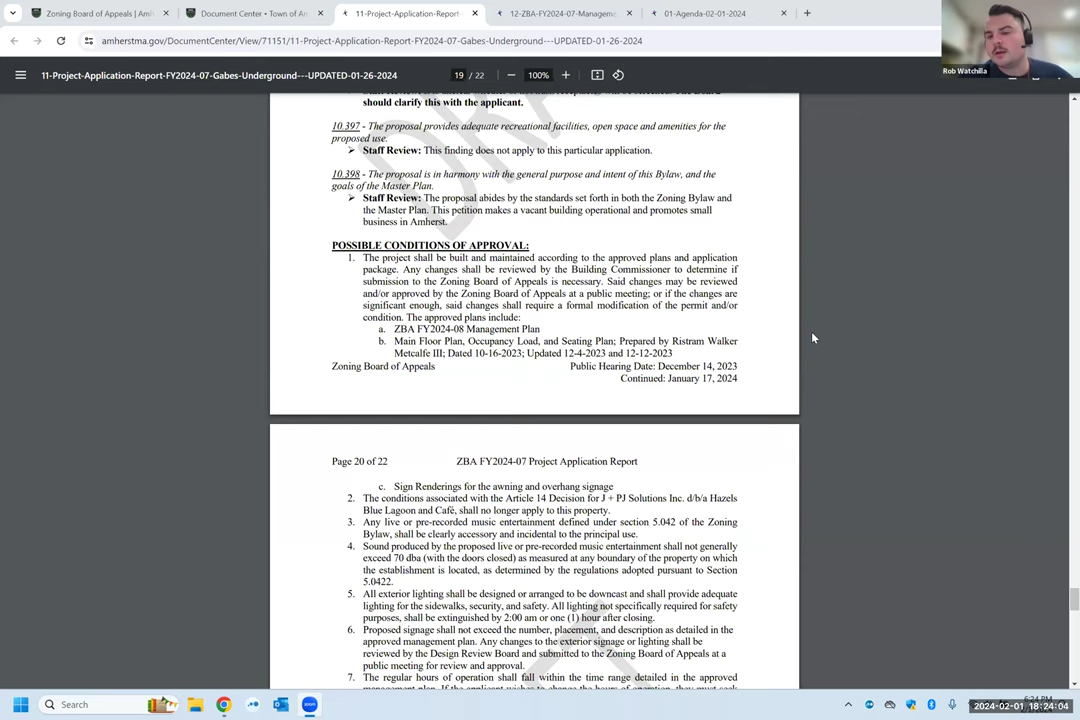 Zoning Board of Appeals | Amh
Document Center • Town of Am
11-Project-Application-Report-
12-ZBA-FY2024-07-Manageme
01-Agenda-02-01-2024
amherstma.gov/DocumentCenter/View/71151/11-Project-Application-Report-FY2024-07-Gabes-Underground---UPDATED-01-26-2024
11-Project-Application-Report-FY2024-07-Gabes-Underground---UPDATED-01-26-2024
19 / 22
100%
Rob Watchilla
should clarify this with the applicant.
10.397 - The proposal provides adequate recreational facilities, open space and amenities for the
proposed use.
➢ Staff Review: This finding does not apply to this particular application.
10.398 - The proposal is in harmony with the general purpose and intent of this Bylaw, and the
goals of the Master Plan.
➢ Staff Review: The proposal abides by the standards set forth in both the Zoning Bylaw and
the Master Plan. This petition makes a vacant building operational and promotes small
business in Amherst.
POSSIBLE CONDITIONS OF APPROVAL:
1. The project shall be built and maintained according to the approved plans and application
package. Any changes shall be reviewed by the Building Commissioner to determine if
submission to the Zoning Board of Appeals is necessary. Said changes may be reviewed
and/or approved by the Zoning Board of Appeals at a public meeting; or if the changes are
significant enough, said changes shall require a formal modification of the permit and/or
condition. The approved plans include:
a. ZBA FY2024-08 Management Plan
b. Main Floor Plan, Occupancy Load, and Seating Plan; Prepared by Ristram Walker
Metcalfe III; Dated 10-16-2023; Updated 12-4-2023 and 12-12-2023
Zoning Board of Appeals
Public Hearing Date: December 14, 2023
Continued: January 17, 2024
Page 20 of 22
ZBA FY2024-07 Project Application Report
c. Sign Renderings for the awning and overhang signage
2. The conditions associated with the Article 14 Decision for J + PJ Solutions Inc. d/b/a Hazels
Blue Lagoon and Café, shall no longer apply to this property.
3. Any live or pre-recorded music entertainment defined under section 5.042 of the Zoning
Bylaw, shall be clearly accessory and incidental to the principal use.
4. Sound produced by the proposed live or pre-recorded music entertainment shall not generally
exceed 70 dba (with the doors closed) as measured at any boundary of the property on which
the establishment is located, as determined by the regulations adopted pursuant to Section
5.0422.
5. All exterior lighting shall be designed or arranged to be downcast and shall provide adequate
lighting for the sidewalks, security, and safety. All lighting not specifically required for safety
purposes, shall be extinguished by 2:00 am or one (1) hour after closing.
6. Proposed signage shall not exceed the number, placement, and description as detailed in the
approved management plan. Any changes to the exterior signage or lighting shall be
reviewed by the Design Review Board and submitted to the Zoning Board of Appeals at a
public meeting for review and approval.
7. The regular hours of operation shall fall within the time range detailed in the approved
Search
zoom
6:24 PM
2024-02-01 18:24:04